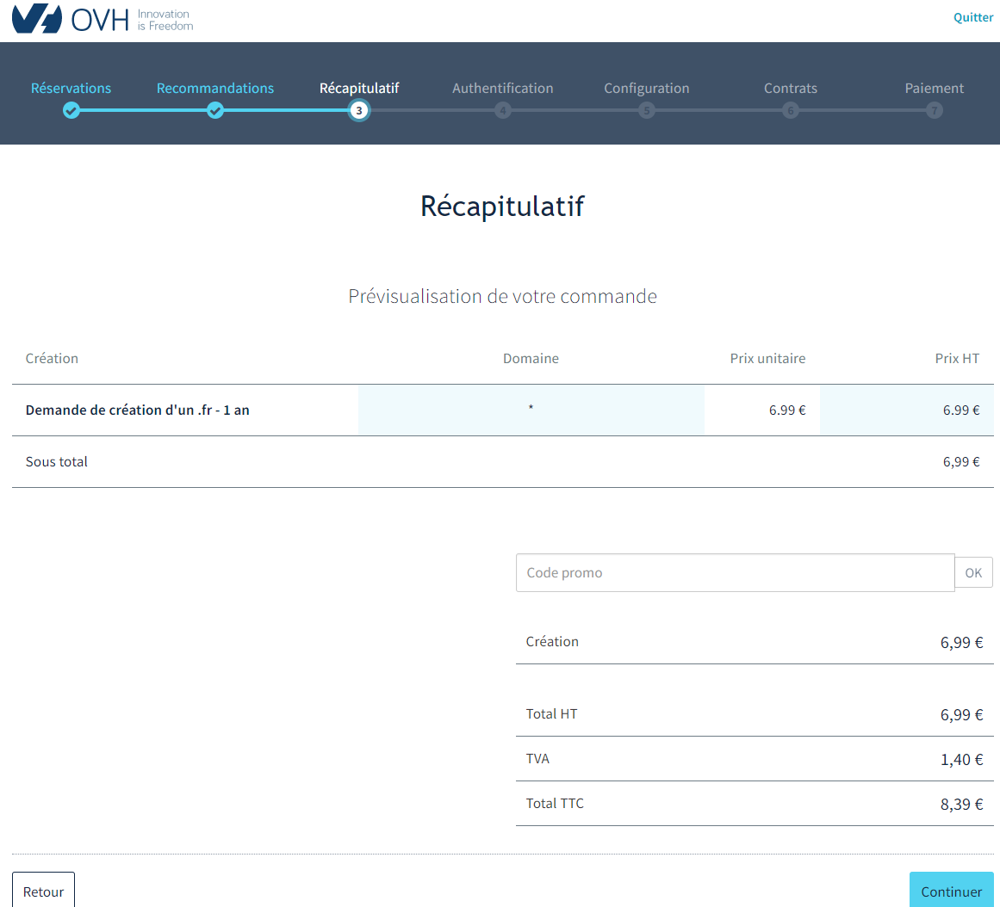 OVH Innovation is Freedom
Quitter
Réservations Recommandations Récapitulatif Authentification Configuration Contrats Paiement
3 4 5 6 7
Récapitulatif
Prévisualisation de votre commande
Création Domaine Prix unitaire Prix HT
Demande de création d'un .fr - 1 an * 6.99 € 6.99 €
Sous total 6,99 €
Code promo OK
Création 6,99 €
Total HT 6,99 €
TVA 1,40 €
Total TTC 8,39 €
Retour Continuer